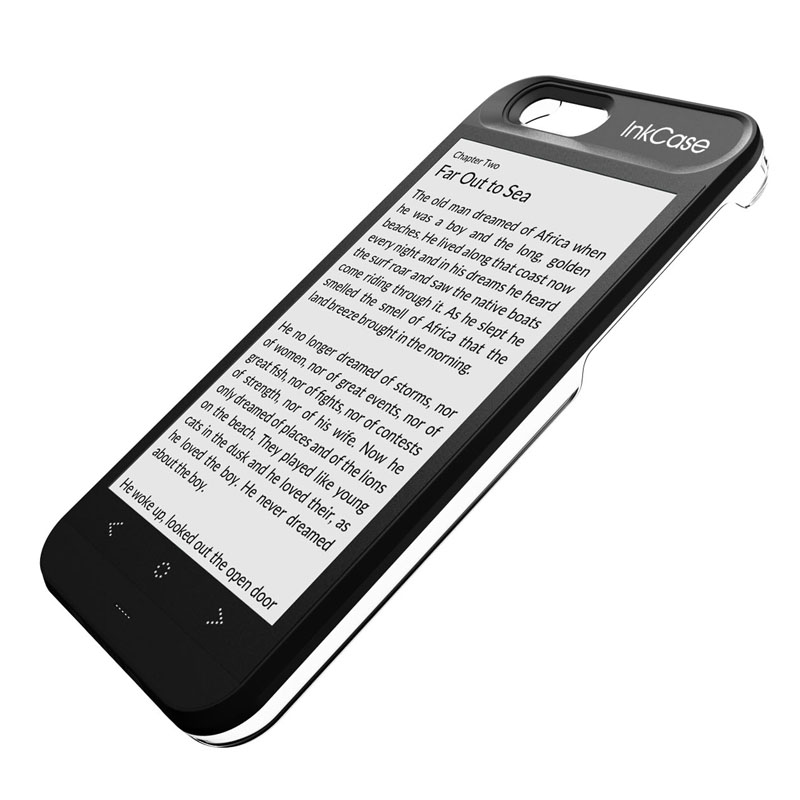 InkCase
Chapter Two
Far Out to Sea
The old man dreamed of Africa when
he was a boy and the long, golden
beaches. He lived along that coast now
every night and in his dreams he heard
the surf roar and saw the native boats
come riding through it. As he slept he
smelled the smell of Africa that the
land breeze brought in the morning.
He no longer dreamed of storms, nor
of women, nor of great events, nor of
great fish, nor of fights, nor of contests
of strength, nor of his wife. Now he
only dreamed of places and of the lions
on the beach. They played like young
cats in the dusk and he loved their, as
he loved the boy. He never dreamed
about the boy.
He woke up, looked out the open door